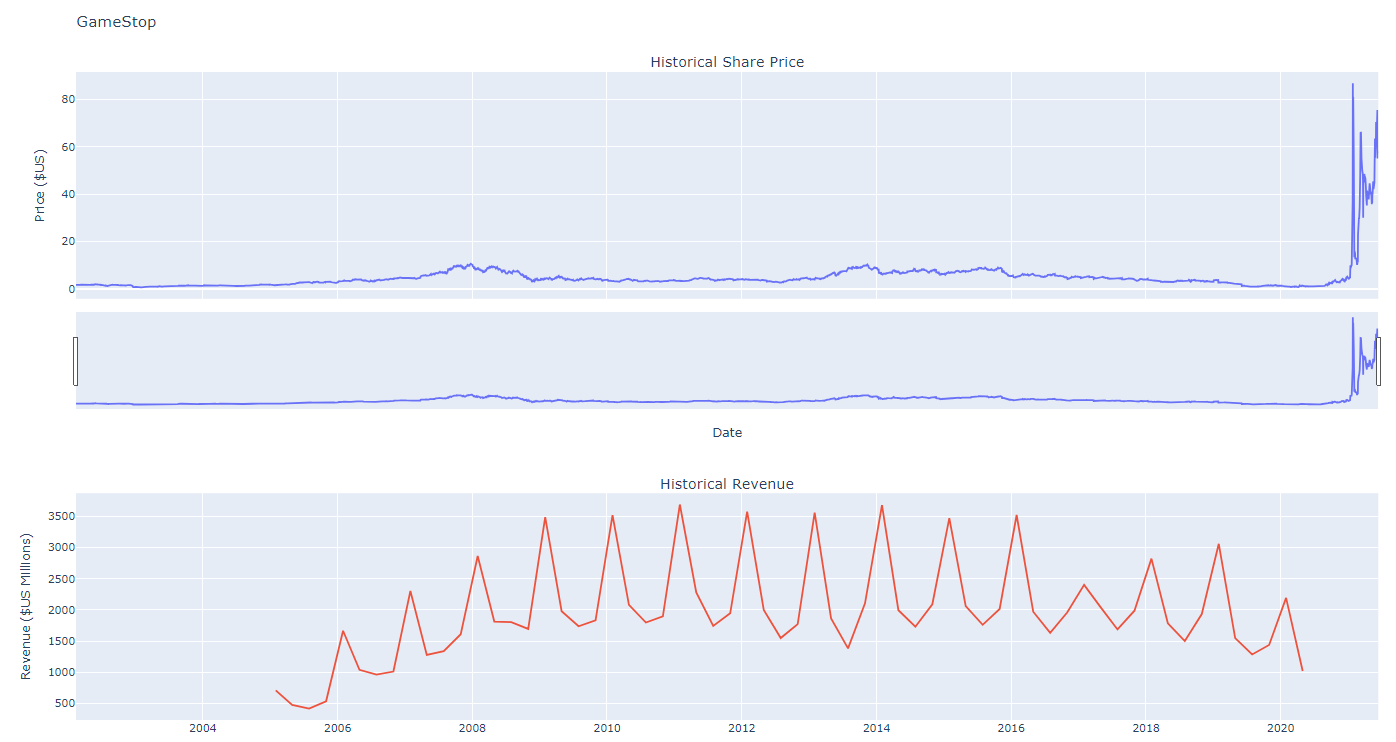 GameStop
Historical Share Price
Price ($US)
80
60
40
20
0
Date
Historical Revenue
Revenue ($US Millions)
3500
3000
2500
2000
1500
1000
500
2004 2006 2008 2010 2012 2014 2016 2018 2020